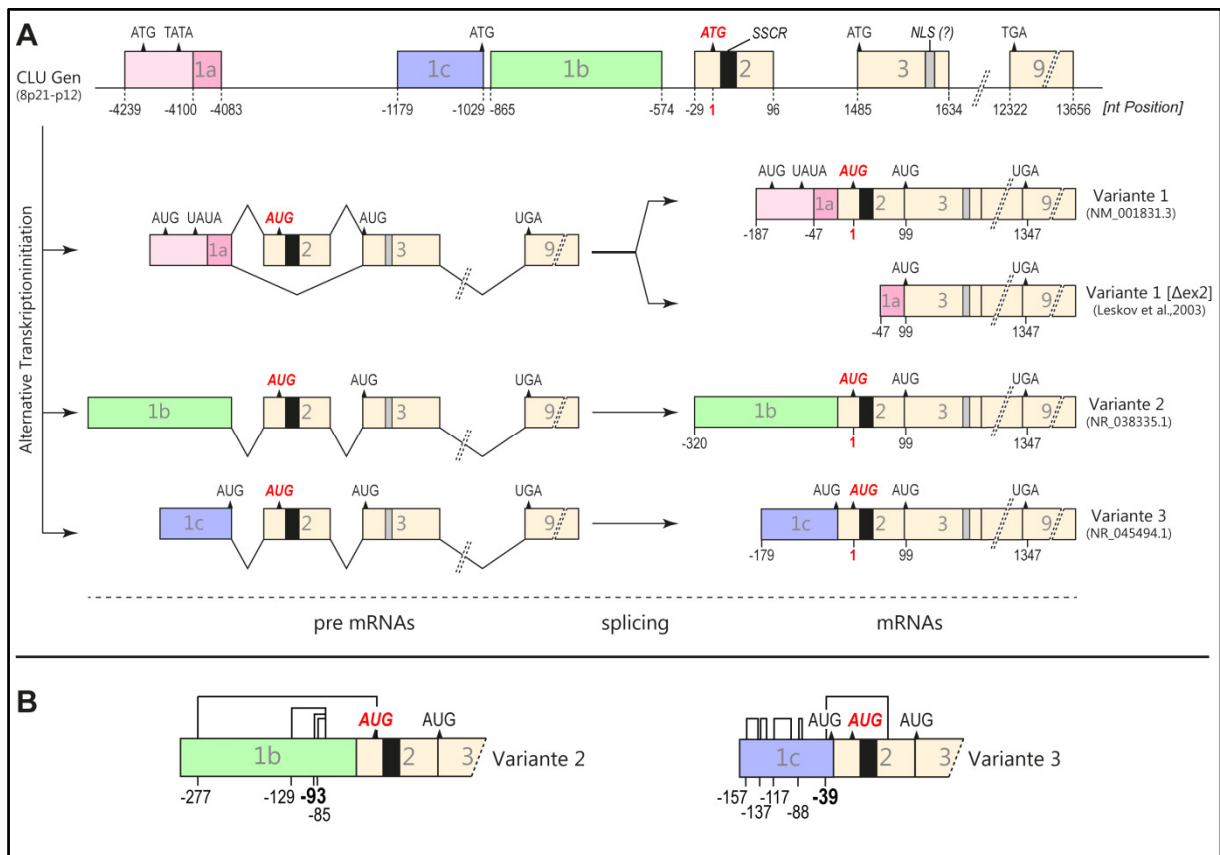 A
ATG TATA ATG ATG SSCR ATG NLS (?) TGA
CLU Gen
(8p21-p12)
1a 1c 1b 2 3 9
-4239 -4100 -4083 -1179 -1029 -865 -574 -29 1 96 1485 1634 12322 13656 [nt Position]
Alternative Transkriptioninitiation
AUG UAUA AUG AUG UGA
1a 2 3 9
AUG UAUA AUG AUG UGA
1a 2 3 9
-187 -47 1 99 1347
Variante 1
(NM_001831.3)
AUG UGA
1a 3 9
-47 99 1347
Variante 1 [Δex2]
(Leskov et al.,2003)
AUG AUG UGA
1b 2 3 9
AUG AUG UGA
1b 2 3 9
-320 1 99 1347
Variante 2
(NR_038335.1)
AUG AUG AUG UGA
1c 2 3 9
AUG AUG AUG UGA
1c 2 3 9
-179 1 99 1347
Variante 3
(NR_045494.1)
pre mRNAs splicing mRNAs
B
AUG AUG
1b 2 3
Variante 2
-277 -129 -93
-85
AUG AUG AUG
1c 2 3
Variante 3
-157 -117 -39
-137 -88